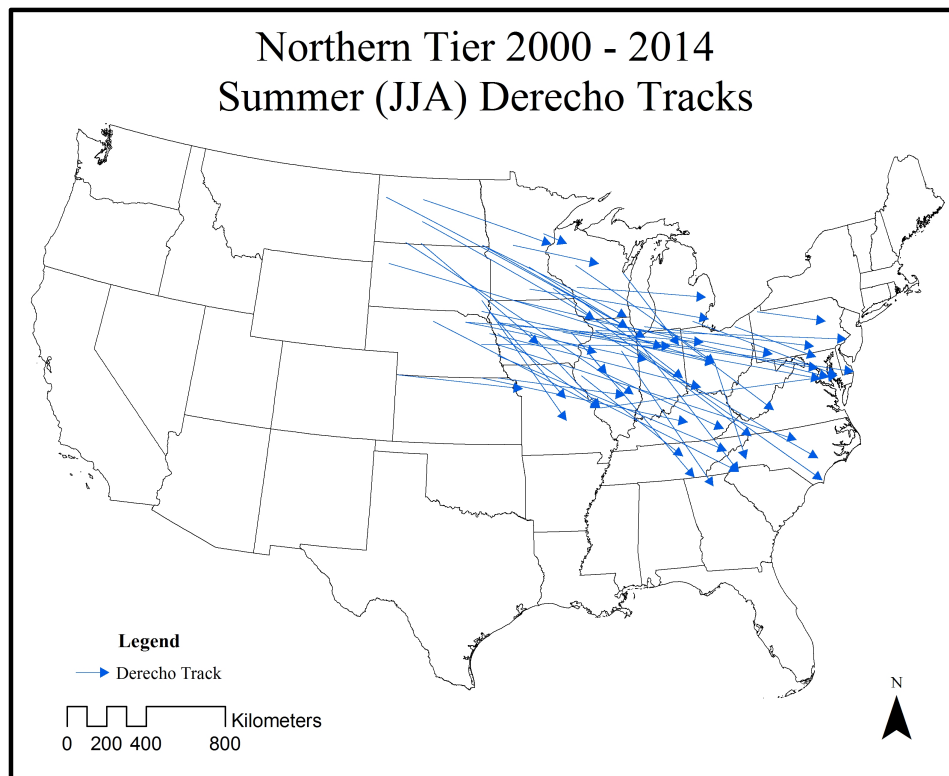 Northern Tier 2000 - 2014
Summer (JJA) Derecho Tracks
N
Legend
Derecho Track
Kilometers
0 200 400 800